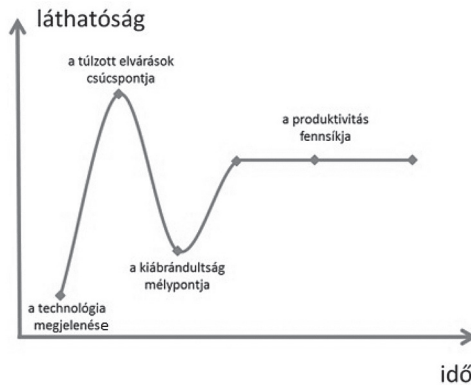 láthatóság
a túlzott elvárások
csúcspontja
a produktivitás
fennsíkja
a kiábrándultság
mélypontja
a technológia
megjelenése
idő